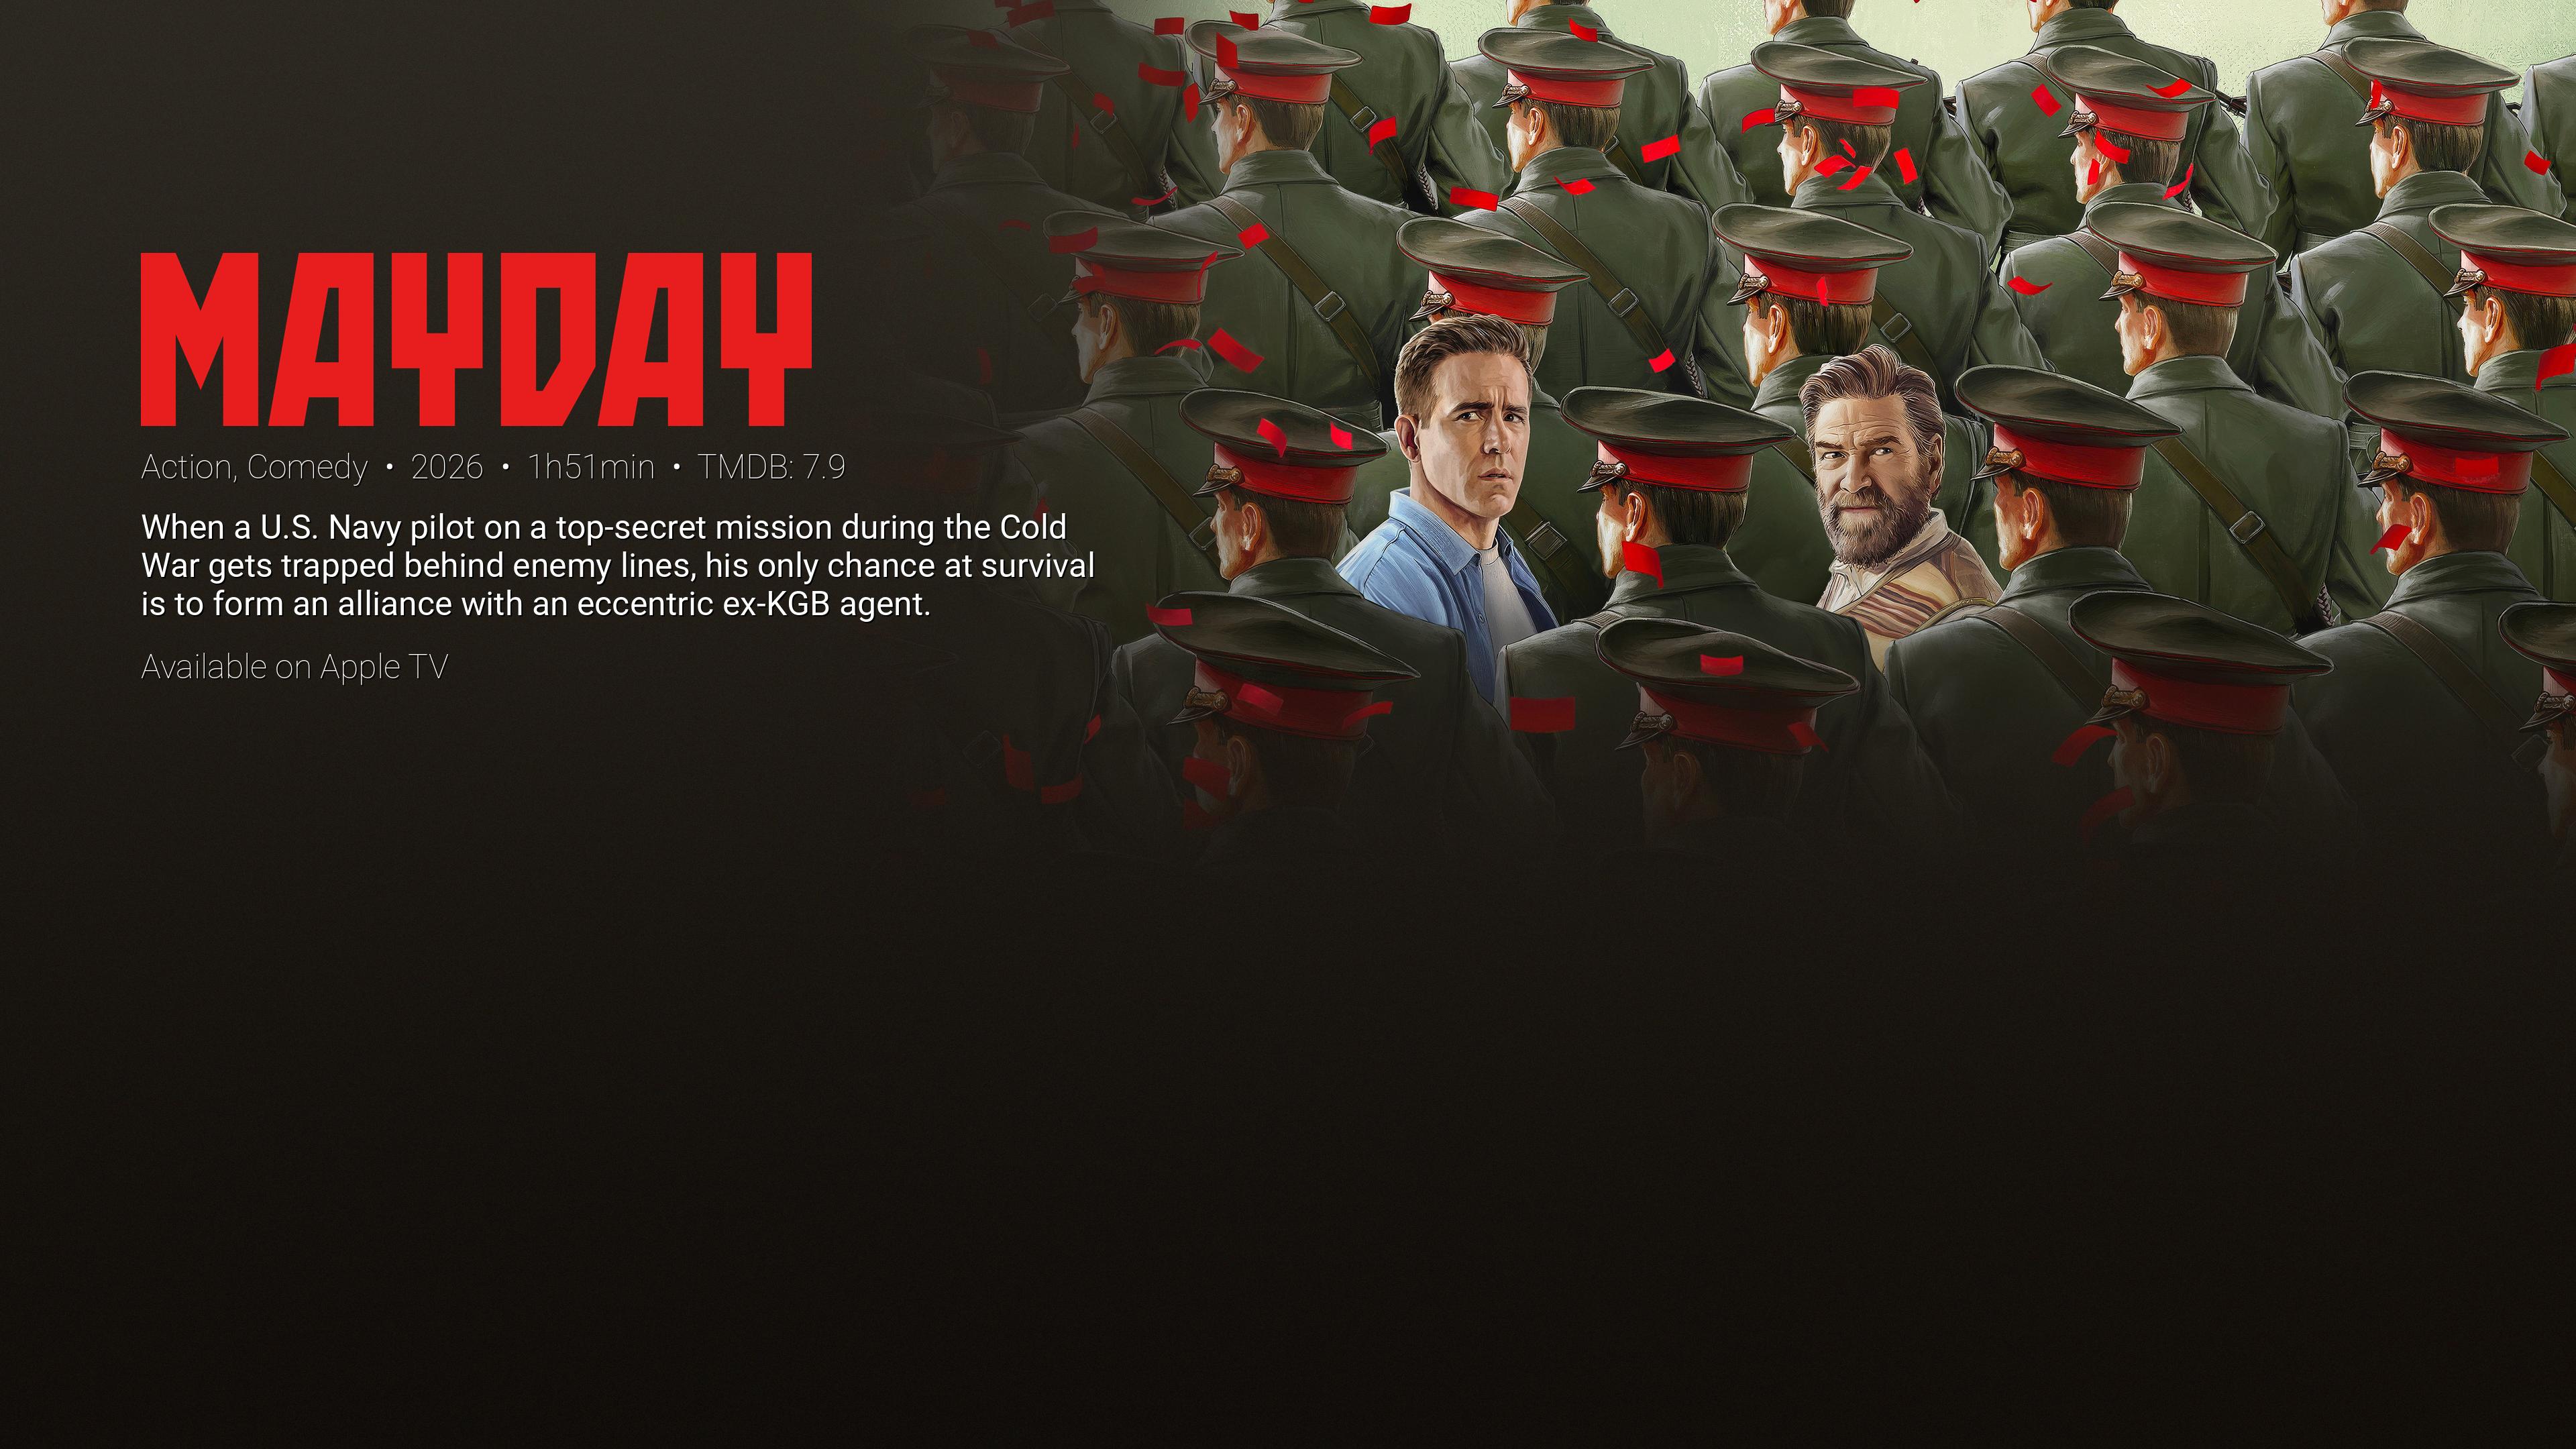 MAYDAY
Action, Comedy • 2026 • 1h51min • TMDB: 7.9
When a U.S. Navy pilot on a top-secret mission during the Cold
War gets trapped behind enemy lines, his only chance at survival
is to form an alliance with an eccentric ex-KGB agent.
Available on Apple TV